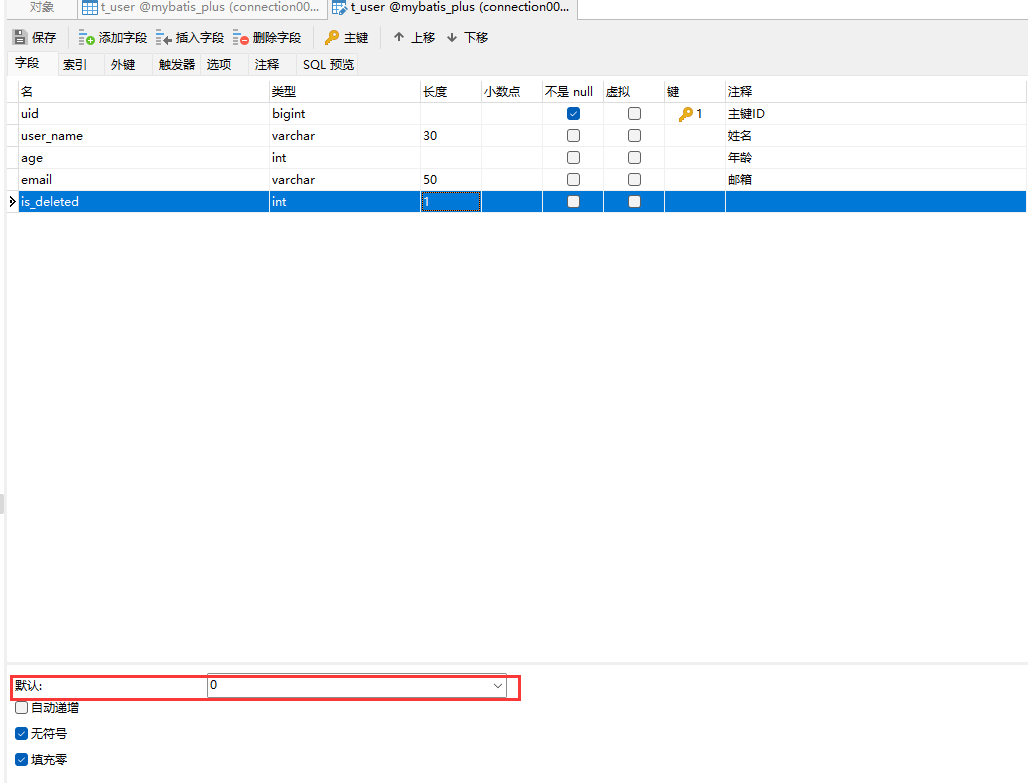 对象 t_user @mybatis_plus (connection00... t_user @mybatis_plus (connection00...
保存 添加字段 插入字段 删除字段 主键 上移 下移
字段 索引 外键 触发器 选项 注释 SQL 预览
名 类型 长度 小数点 不是 null 虚拟 键 注释
uid bigint 1 主键ID
user_name varchar 30 姓名
age int 年龄
email varchar 50 邮箱
is_deleted int 1
默认: 0
自动递增
无符号
填充零